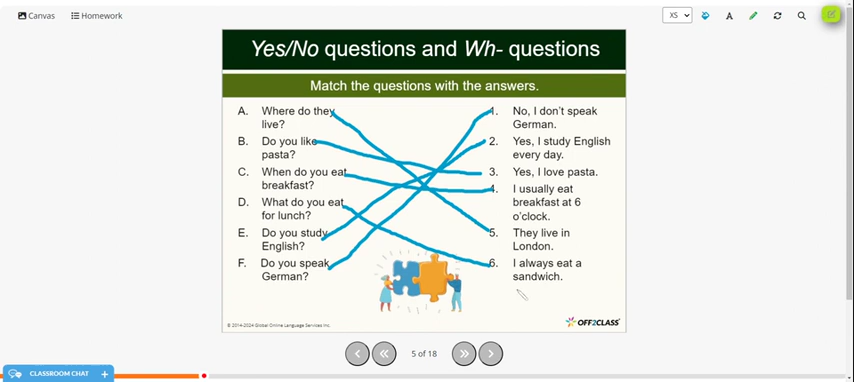 Canvas
Homework
XS
A
Yes/No questions and Wh- questions
Match the questions with the answers.
A. Where do they
live?
B. Do you like
pasta?
C. When do you eat
breakfast?
D. What do you eat
for lunch?
E. Do you study
English?
F. Do you speak
German?
1. No, I don't speak
German.
2. Yes, I study English
every day.
3. Yes, I love pasta.
4. I usually eat
breakfast at 6
o'clock.
5. They live in
London.
6. I always eat a
sandwich.
© 2014-2024 Global Online Language Services Inc.
OFF2CLASS
5 of 18
CLASSROOM CHAT +